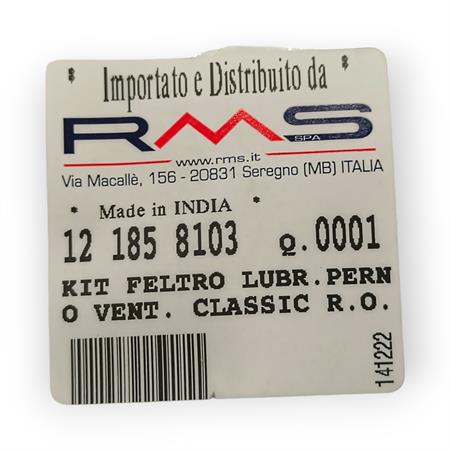 * Importato e Distribuito da *
RMS
SPA
www.rms.it
Via Macallè, 156 - 20831 Seregno (MB) ITALIA
* Made in INDIA *
12 185 8103 Q.0001
KIT FELTRO LUBR.PERN
O VENT. CLASSIC R.O.
141222